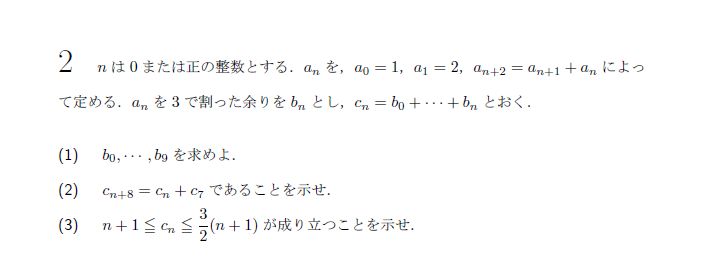 2 nは0または正の整数とする. a_n を, a_0 = 1, a_1 = 2, a_{n+2} = a_{n+1} + a_n によっ
て定める. a_n を3で割った余りを b_n とし, c_n = b_0 + ··· + b_n とおく.
(1) b_0, ··· , b_9 を求めよ.
(2) c_{n+8} = c_n + c_7 であることを示せ.
(3) n + 1 ≦ c_n ≦ \frac{3}{2}(n + 1) が成り立つことを示せ.